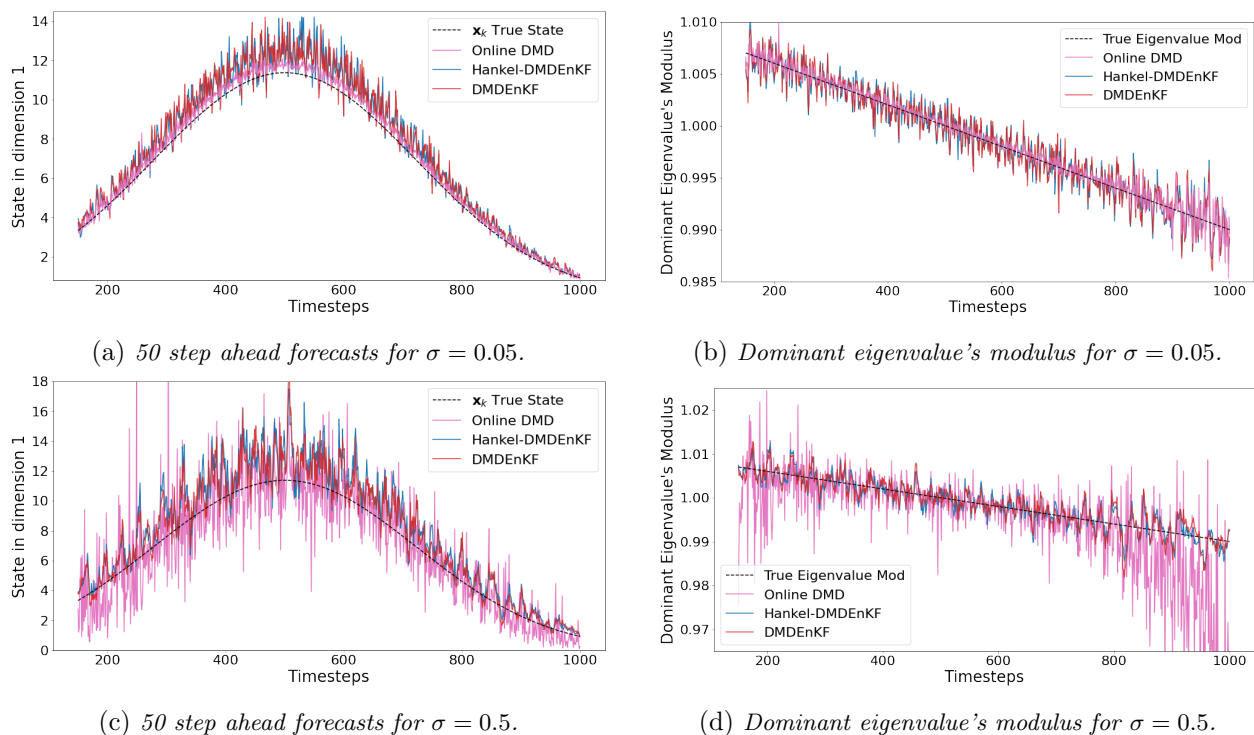 14
12
10
8
6
4
2
State in dimension 1
200
400
600
800
1000
Timesteps
x_k True State
Online DMD
Hankel-DMDEnKF
DMDEnKF
(a) 50 step ahead forecasts for σ = 0.05.
1.010
1.005
1.000
0.995
0.990
0.985
Dominant Eigenvalue's Modulus
200
400
600
800
1000
Timesteps
True Eigenvalue Mod
Online DMD
Hankel-DMDEnKF
DMDEnKF
(b) Dominant eigenvalue's modulus for σ = 0.05.
18
16
14
12
10
8
6
4
2
0
State in dimension 1
200
400
600
800
1000
Timesteps
x_k True State
Online DMD
Hankel-DMDEnKF
DMDEnKF
(c) 50 step ahead forecasts for σ = 0.5.
1.02
1.01
1.00
0.99
0.98
0.97
Dominant Eigenvalue's Modulus
200
400
600
800
1000
Timesteps
True Eigenvalue Mod
Online DMD
Hankel-DMDEnKF
DMDEnKF
(d) Dominant eigenvalue's modulus for σ = 0.5.